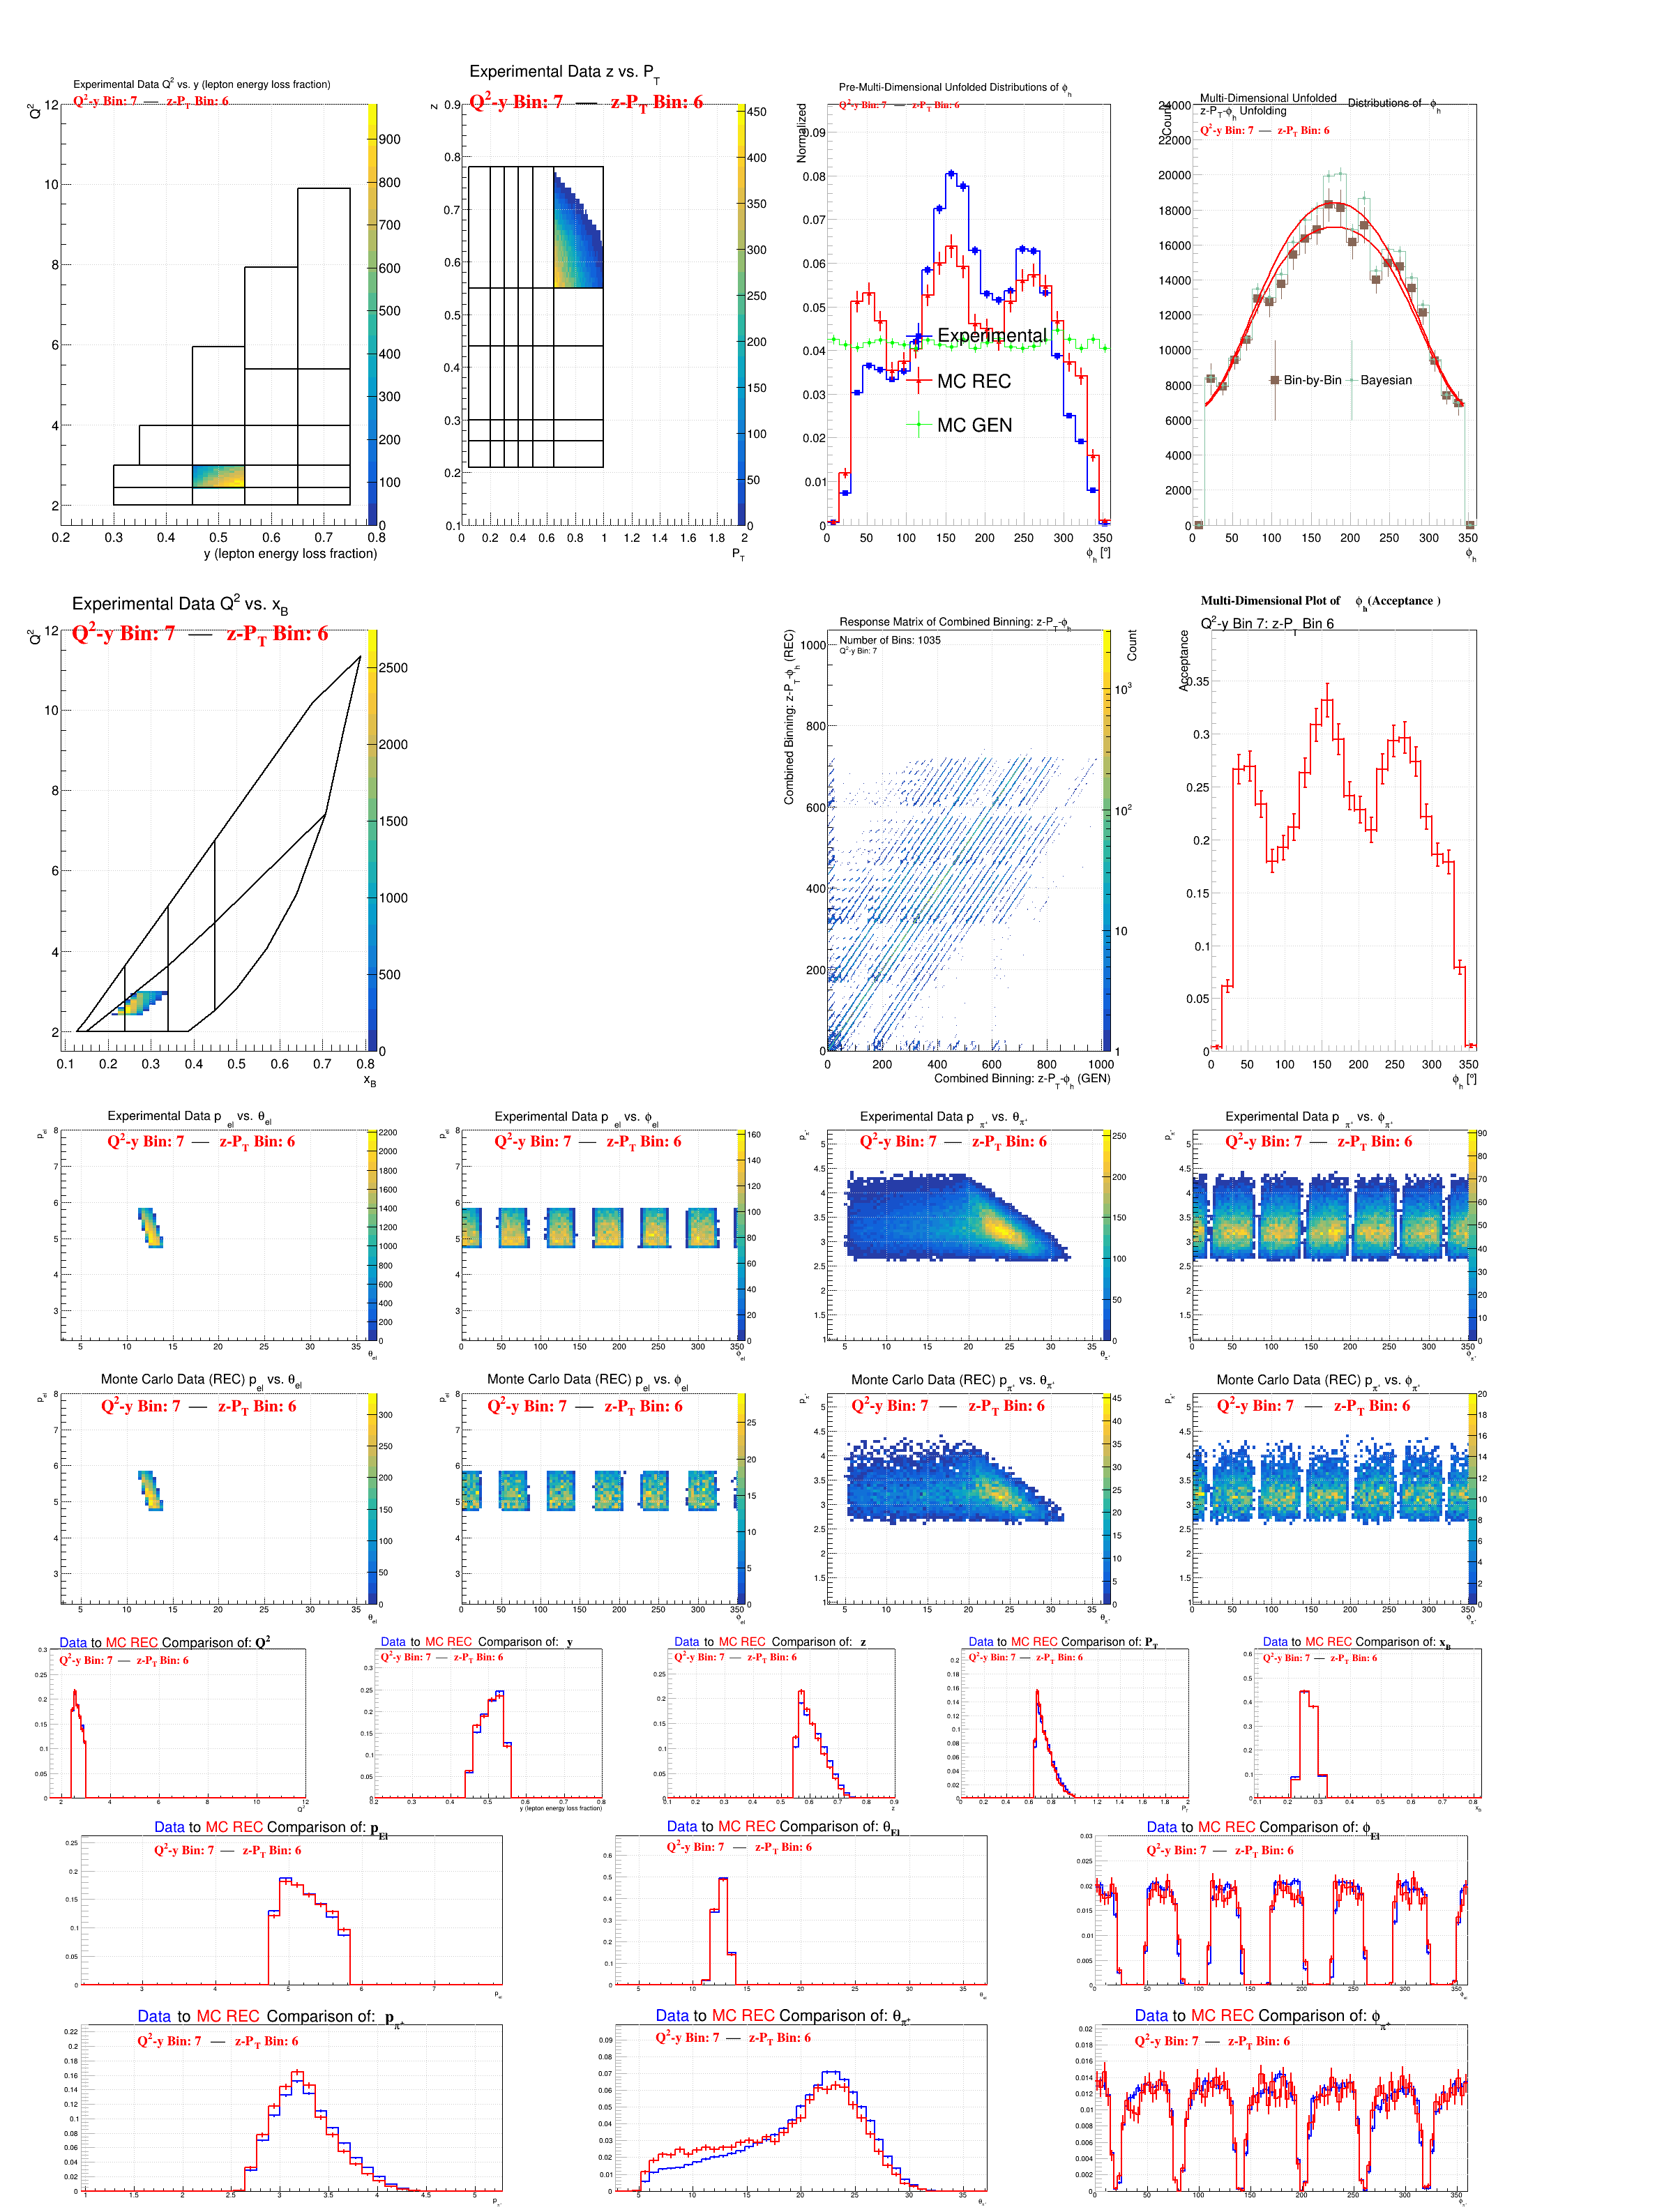 Experimental Data Q² vs. y (lepton energy loss fraction)
Q²-y Bin: 7 — z-P_T Bin: 6
y (lepton energy loss fraction)
Q²
Experimental Data z vs. P_T
Q²-y Bin: 7 — z-P_T Bin: 6
z
P_T
Pre-Multi-Dimensional Unfolded Distributions of ϕ_h
Q²-y Bin: 7 — z-P_T Bin: 6
Normalized
Experimental
MC REC
MC GEN
ϕ_h [°]
Multi-Dimensional Unfolded Distributions of ϕ_h
z-P_T-ϕ_h Unfolding
Q²-y Bin: 7 — z-P_T Bin: 6
Count
Bin-by-Bin
Bayesian
ϕ_h
Experimental Data Q² vs. x_B
Q²-y Bin: 7 — z-P_T Bin: 6
Q²
x_B
Response Matrix of Combined Binning: z-P_T-ϕ_h
Number of Bins: 1035
Q²-y Bin: 7
Combined Binning: z-P_T-ϕ_h (REC)
Combined Binning: z-P_T-ϕ_h (GEN)
Count
Multi-Dimensional Plot of ϕ_h (Acceptance )
Q²-y Bin 7: z-P_T Bin 6
Acceptance
ϕ_h [°]
Experimental Data p_el vs. θ_el
Q²-y Bin: 7 — z-P_T Bin: 6
Experimental Data p_el vs. ϕ_el
Q²-y Bin: 7 — z-P_T Bin: 6
Experimental Data p_π⁺ vs. θ_π⁺
Q²-y Bin: 7 — z-P_T Bin: 6
Experimental Data p_π⁺ vs. ϕ_π⁺
Q²-y Bin: 7 — z-P_T Bin: 6
Monte Carlo Data (REC) p_el vs. θ_el
Q²-y Bin: 7 — z-P_T Bin: 6
Monte Carlo Data (REC) p_el vs. ϕ_el
Q²-y Bin: 7 — z-P_T Bin: 6
Monte Carlo Data (REC) p_π⁺ vs. θ_π⁺
Q²-y Bin: 7 — z-P_T Bin: 6
Monte Carlo Data (REC) p_π⁺ vs. ϕ_π⁺
Q²-y Bin: 7 — z-P_T Bin: 6
Data to MC REC Comparison of: Q²
Q²-y Bin: 7 — z-P_T Bin: 6
Data to MC REC Comparison of: y
Q²-y Bin: 7 — z-P_T Bin: 6
y (lepton energy loss fraction)
Data to MC REC Comparison of: z
Q²-y Bin: 7 — z-P_T Bin: 6
Data to MC REC Comparison of: P_T
Q²-y Bin: 7 — z-P_T Bin: 6
Data to MC REC Comparison of: x_B
Q²-y Bin: 7 — z-P_T Bin: 6
Data to MC REC Comparison of: p_El
Q²-y Bin: 7 — z-P_T Bin: 6
Data to MC REC Comparison of: θ_El
Q²-y Bin: 7 — z-P_T Bin: 6
Data to MC REC Comparison of: ϕ_El
Q²-y Bin: 7 — z-P_T Bin: 6
Data to MC REC Comparison of: p_π⁺
Q²-y Bin: 7 — z-P_T Bin: 6
Data to MC REC Comparison of: θ_π⁺
Q²-y Bin: 7 — z-P_T Bin: 6
Data to MC REC Comparison of: ϕ_π⁺
Q²-y Bin: 7 — z-P_T Bin: 6